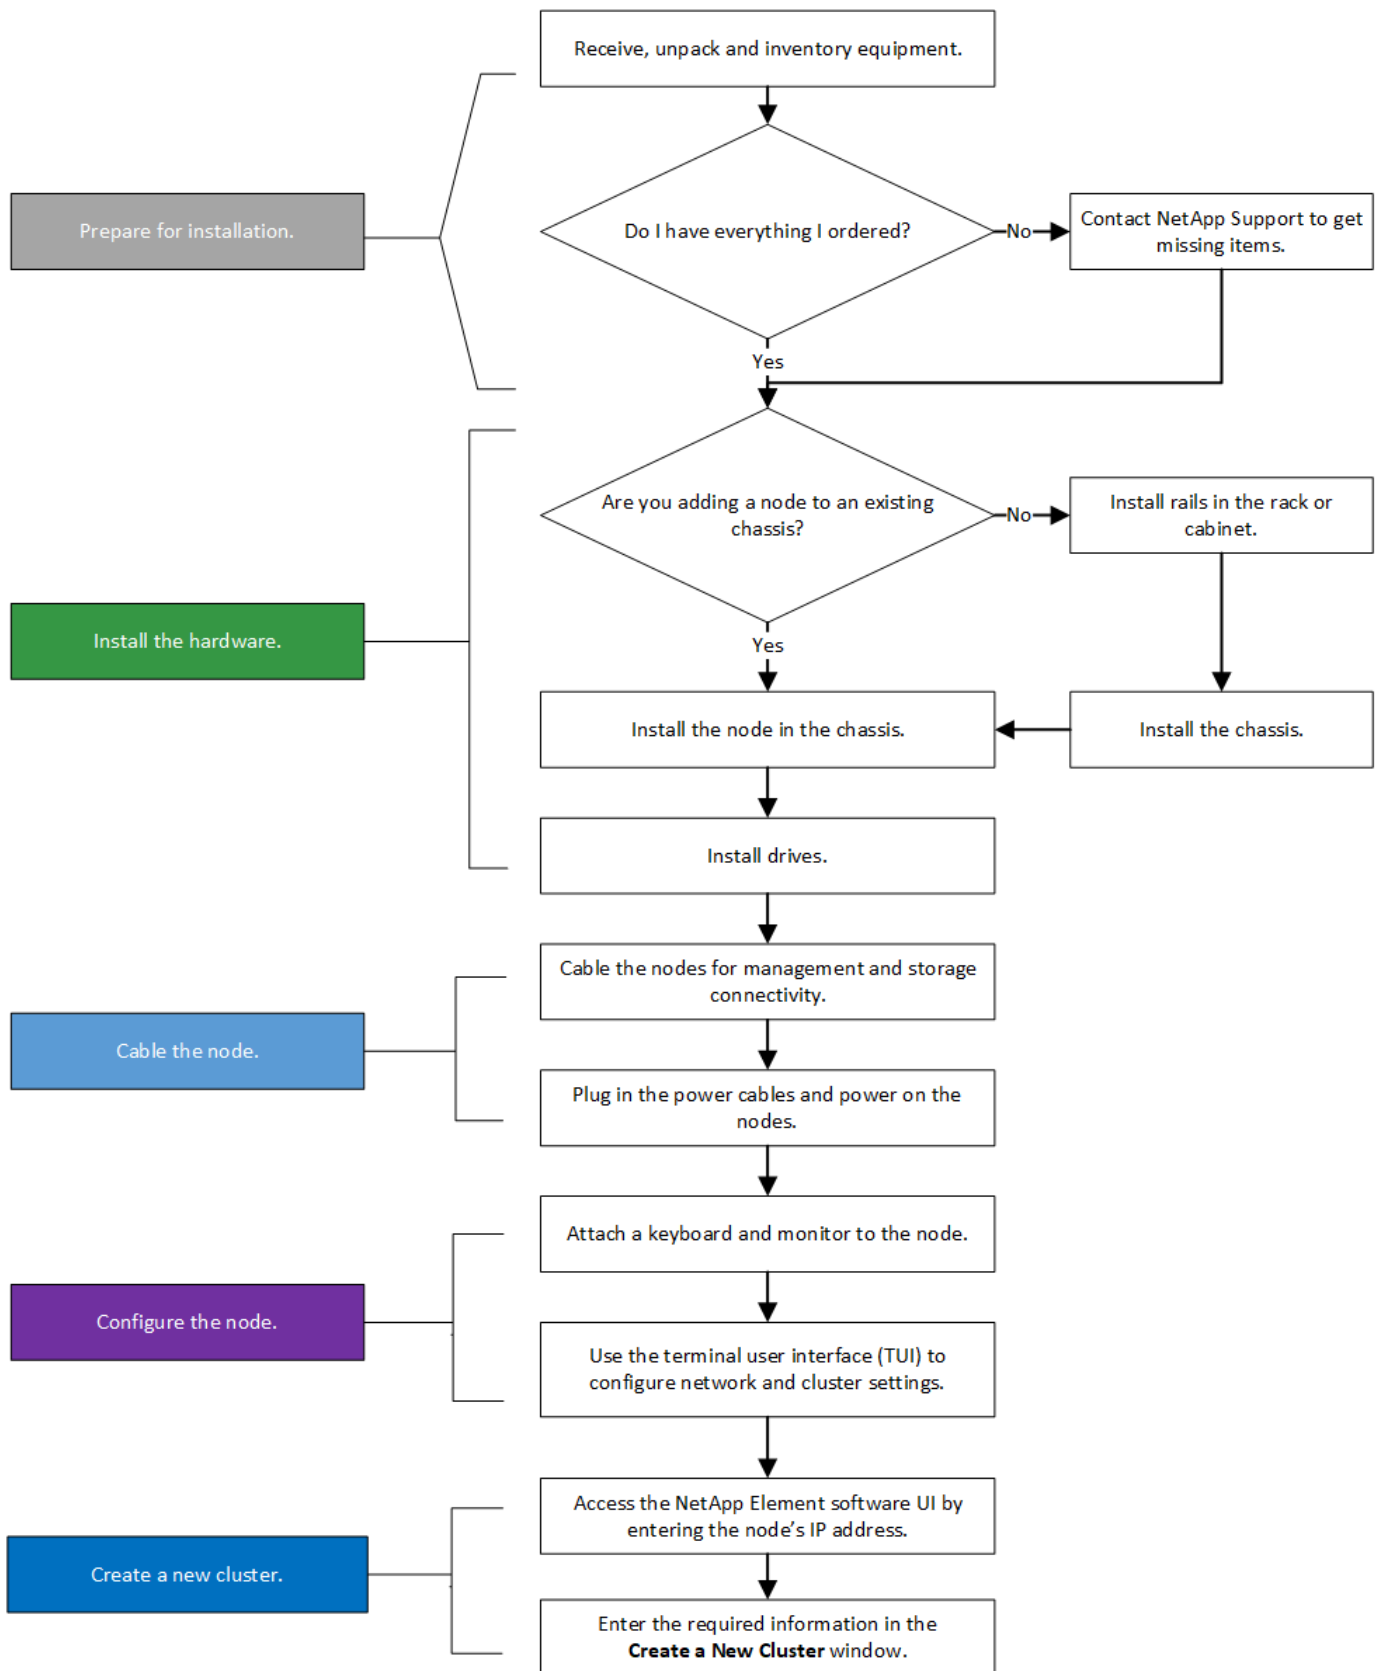 Receive, unpack and inventory equipment.
Prepare for installation.
Do I have everything I ordered?
No
Contact NetApp Support to get
missing items.
Yes
Are you adding a node to an existing
chassis?
No
Install rails in the rack or
cabinet.
Install the hardware.
Yes
Install the node in the chassis.
Install the chassis.
Install drives.
Cable the nodes for management and storage
connectivity.
Cable the node.
Plug in the power cables and power on the
nodes.
Attach a keyboard and monitor to the node.
Configure the node.
Use the terminal user interface (TUI) to
configure network and cluster settings.
Access the NetApp Element software UI by
entering the node’s IP address.
Create a new cluster.
Enter the required information in the
Create a New Cluster window.